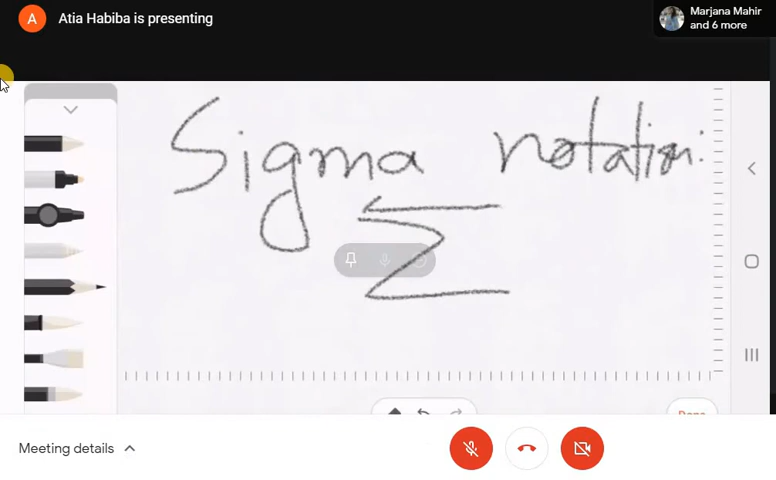 A
Atia Habiba is presenting
Marjana Mahir
and 6 more
Sigma notation:
Σ
Meeting details